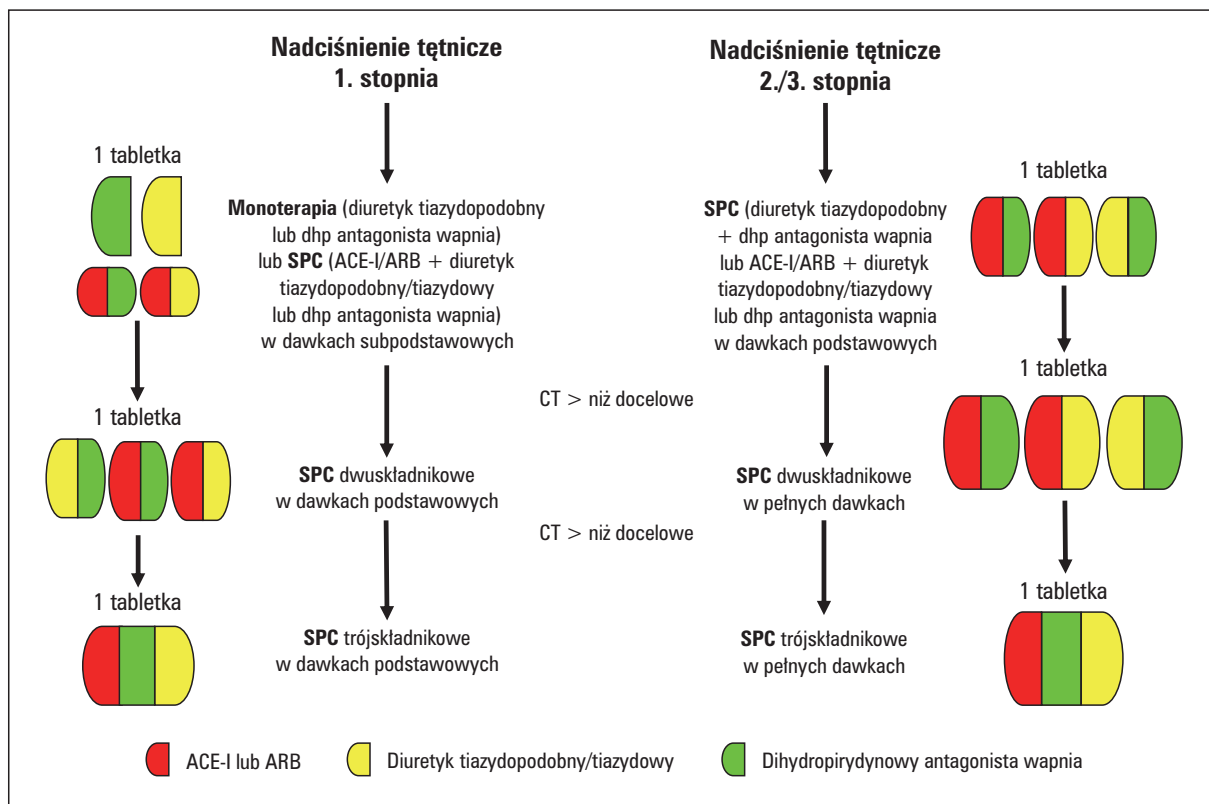 Nadciśnienie tętnicze
1. stopnia
Nadciśnienie tętnicze
2./3. stopnia
1 tabletka
Monoterapia (diuretyk tiazydopodobny
lub dhp antagonista wapnia)
lub SPC (ACE-I/ARB + diuretyk
tiazydopodobny/tiazydowy
lub dhp antagonista wapnia)
w dawkach subpodstawowych
SPC (diuretyk tiazydopodobny
+ dhp antagonista wapnia
lub ACE-I/ARB + diuretyk
tiazydopodobny/tiazydowy
lub dhp antagonista wapnia
w dawkach podstawowych
1 tabletka
CT > niż docelowe
1 tabletka
SPC dwuskładnikowe
w dawkach podstawowych
SPC dwuskładnikowe
w pełnych dawkach
1 tabletka
CT > niż docelowe
1 tabletka
SPC trójskładnikowe
w dawkach podstawowych
SPC trójskładnikowe
w pełnych dawkach
1 tabletka
ACE-I lub ARB
Diuretyk tiazydopodobny/tiazydowy
Dihydropirydynowy antagonista wapnia